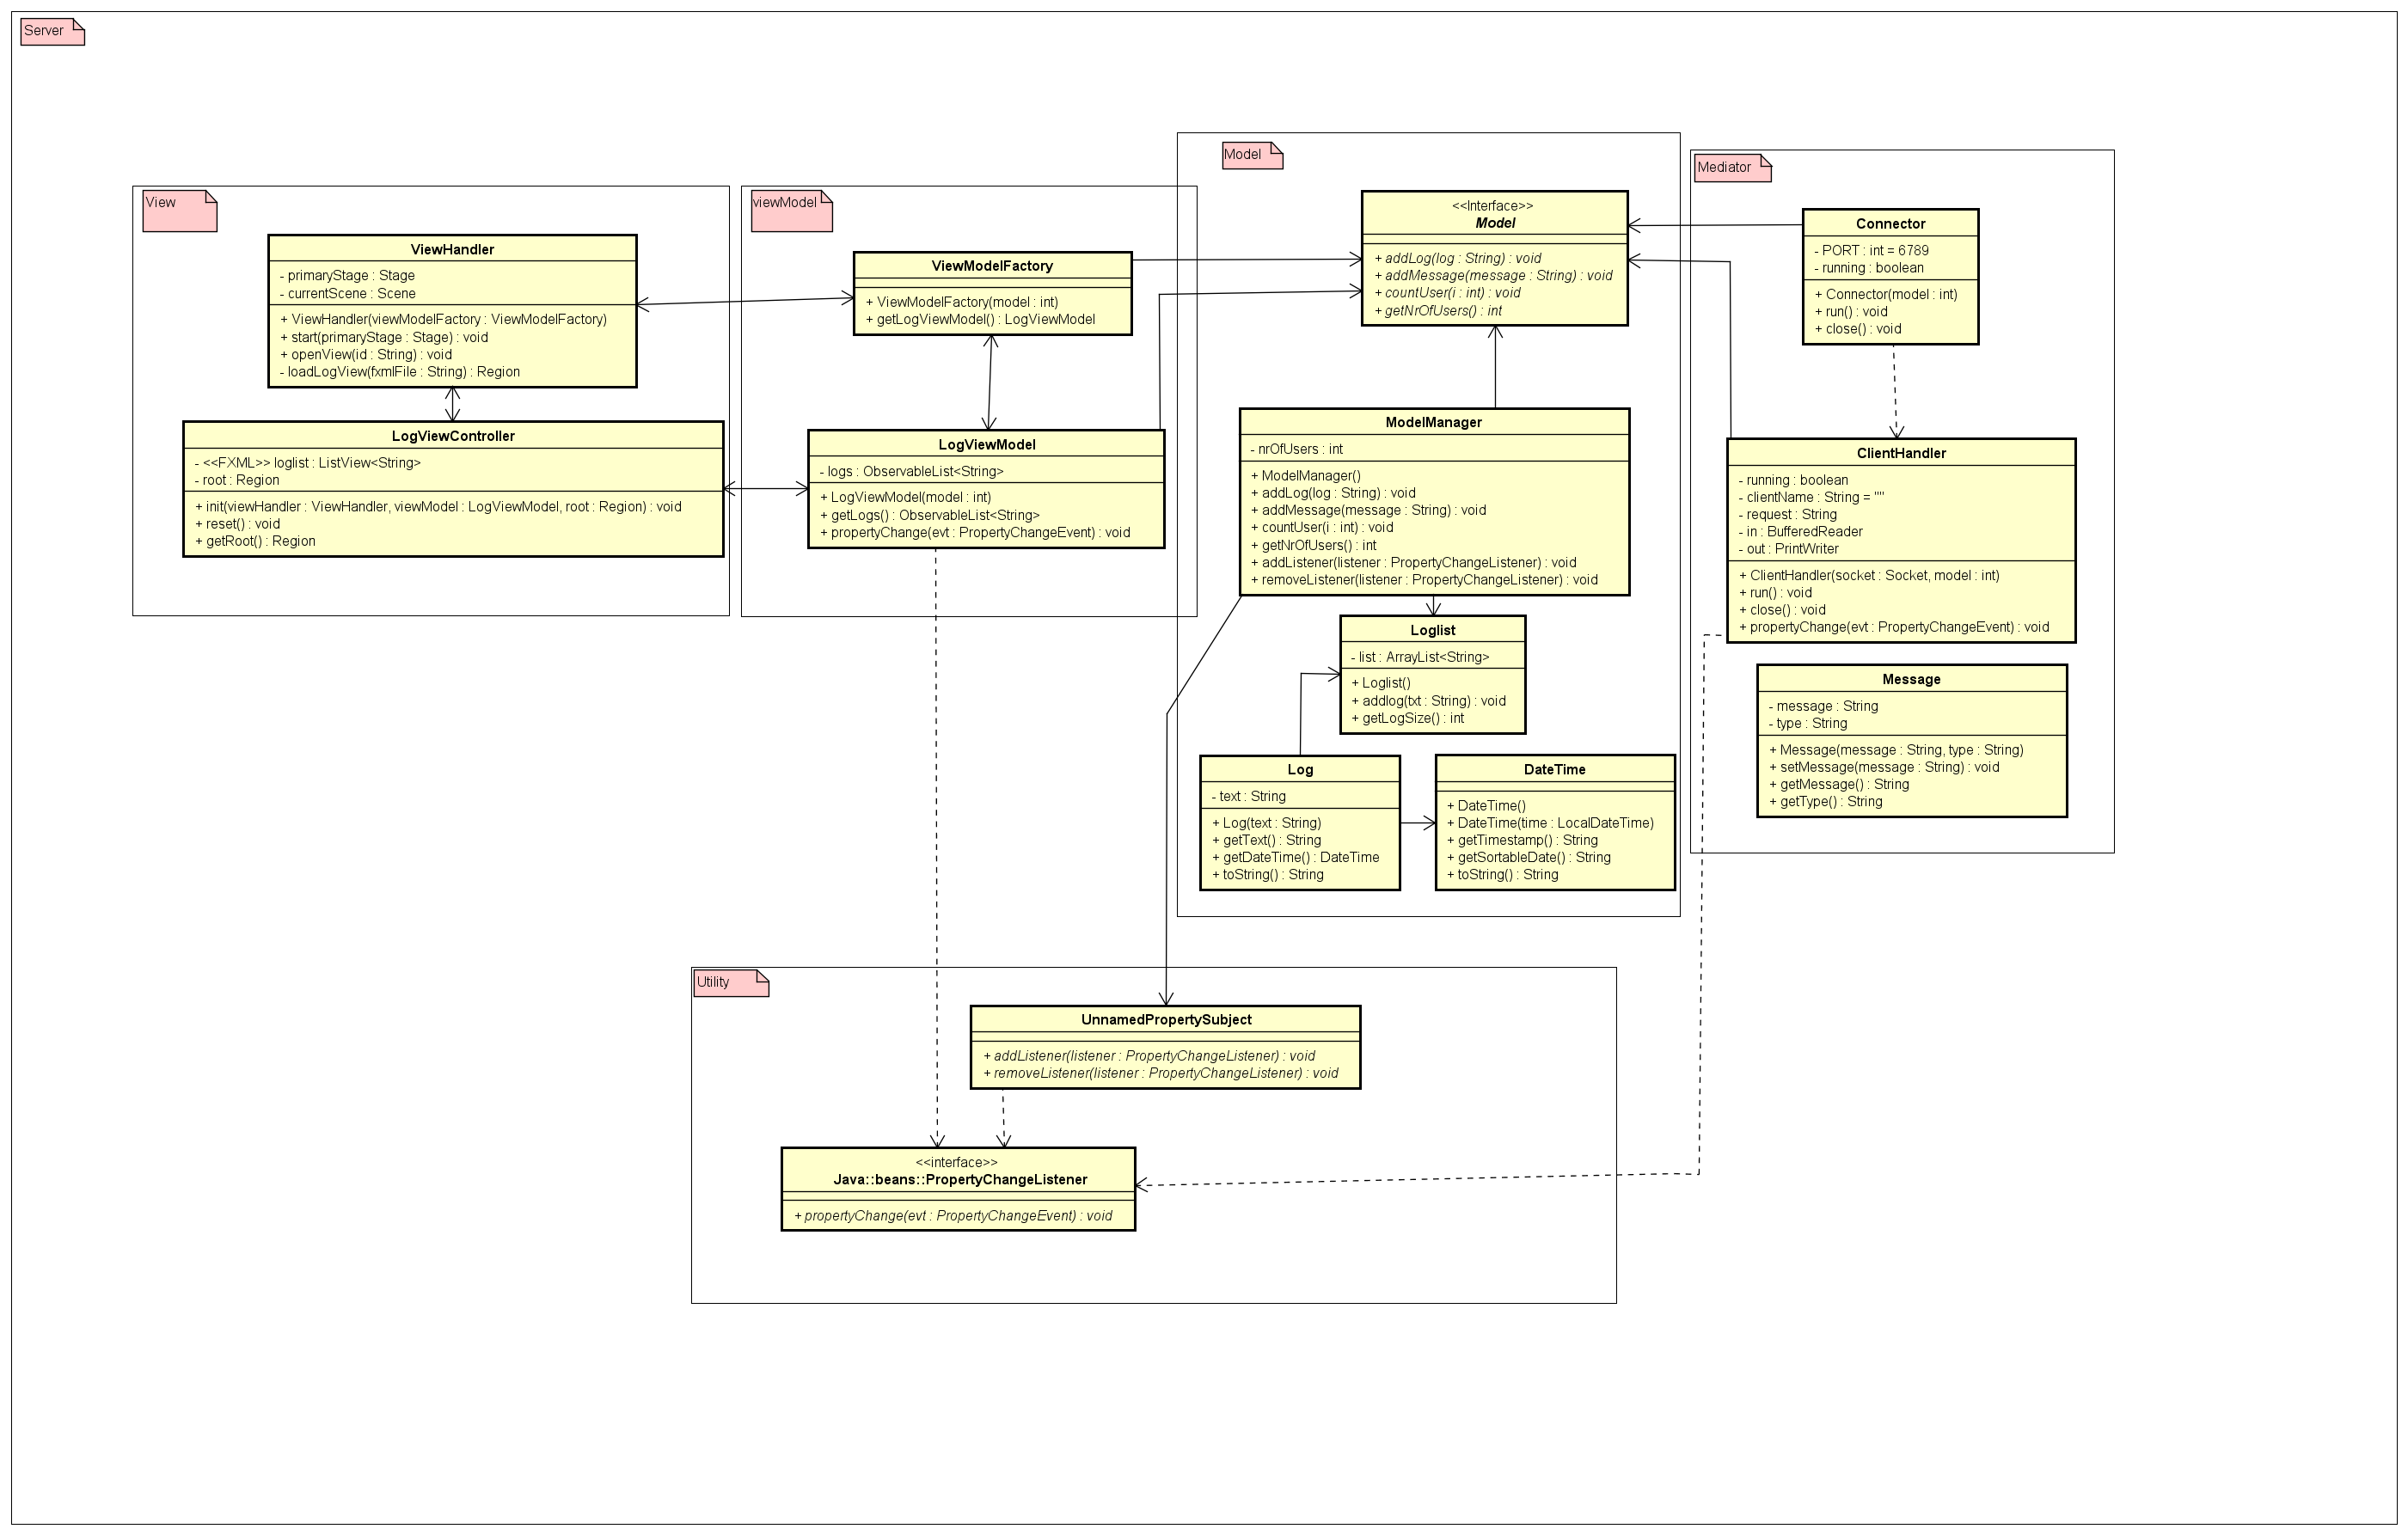 Server
View
ViewHandler
- primaryStage : Stage
- currentScene : Scene
+ ViewHandler(viewModelFactory : ViewModelFactory)
+ start(primaryStage : Stage) : void
+ openView(id : String) : void
- loadLogView(fxmlFile : String) : Region
LogViewController
- <<FXML>> loglist : ListView<String>
- root : Region
+ init(viewHandler : ViewHandler, viewModel : LogViewModel, root : Region) : void
+ reset() : void
+ getRoot() : Region
viewModel
ViewModelFactory
+ ViewModelFactory(model : int)
+ getLogViewModel() : LogViewModel
LogViewModel
- logs : ObservableList<String>
+ LogViewModel(model : int)
+ getLogs() : ObservableList<String>
+ propertyChange(evt : PropertyChangeEvent) : void
Model
<<Interface>>
Model
+ addLog(log : String) : void
+ addMessage(message : String) : void
+ countUser(i : int) : void
+ getNrOfUsers() : int
ModelManager
- nrOfUsers : int
+ ModelManager()
+ addLog(log : String) : void
+ addMessage(message : String) : void
+ countUser(i : int) : void
+ getNrOfUsers() : int
+ addListener(listener : PropertyChangeListener) : void
+ removeListener(listener : PropertyChangeListener) : void
Loglist
- list : ArrayList<String>
+ Loglist()
+ addlog(txt : String) : void
+ getLogSize() : int
Log
- text : String
+ Log(text : String)
+ getText() : String
+ getDateTime() : DateTime
+ toString() : String
DateTime
+ DateTime()
+ DateTime(time : LocalDateTime)
+ getTimestamp() : String
+ getSortableDate() : String
+ toString() : String
Mediator
Connector
- PORT : int = 6789
- running : boolean
+ Connector(model : int)
+ run() : void
+ close() : void
ClientHandler
- running : boolean
- clientName : String = ""
- request : String
- in : BufferedReader
- out : PrintWriter
+ ClientHandler(socket : Socket, model : int)
+ run() : void
+ close() : void
+ propertyChange(evt : PropertyChangeEvent) : void
Message
- message : String
- type : String
+ Message(message : String, type : String)
+ setMessage(message : String) : void
+ getMessage() : String
+ getType() : String
Utility
UnnamedPropertySubject
+ addListener(listener : PropertyChangeListener) : void
+ removeListener(listener : PropertyChangeListener) : void
<<interface>>
Java::beans::PropertyChangeListener
+ propertyChange(evt : PropertyChangeEvent) : void